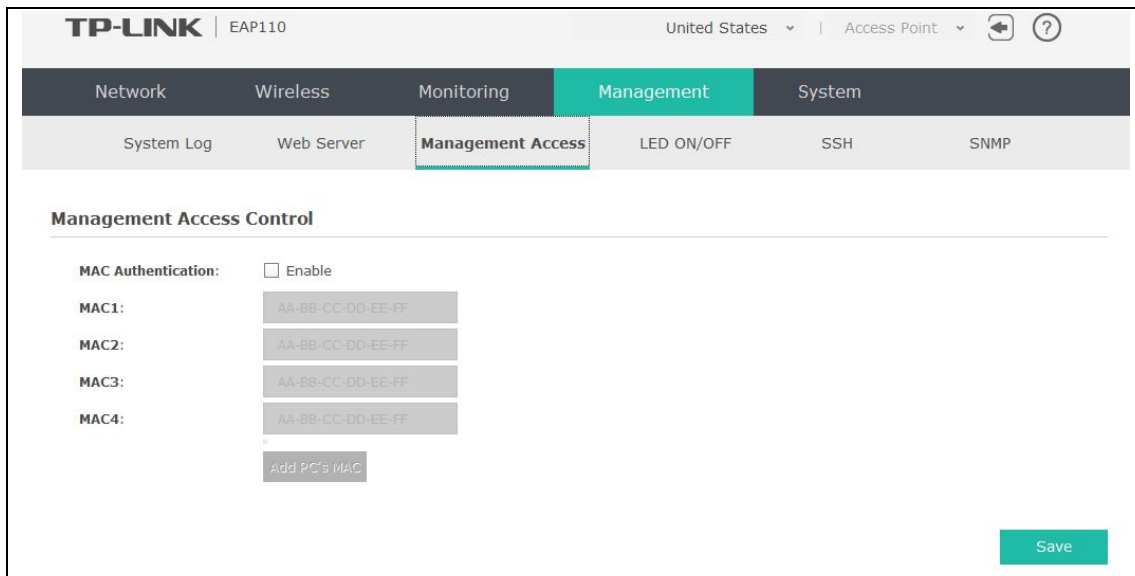 TP-LINK | EAP110 United States | Access Point ?
Network Wireless Monitoring Management System
System Log Web Server Management Access LED ON/OFF SSH SNMP
Management Access Control
MAC Authentication: Enable
MAC1: AA-BB-CC-DD-EE-FF
MAC2: AA-BB-CC-DD-EE-FF
MAC3: AA-BB-CC-DD-EE-FF
MAC4: AA-BB-CC-DD-EE-FF
Add PC's MAC
Save